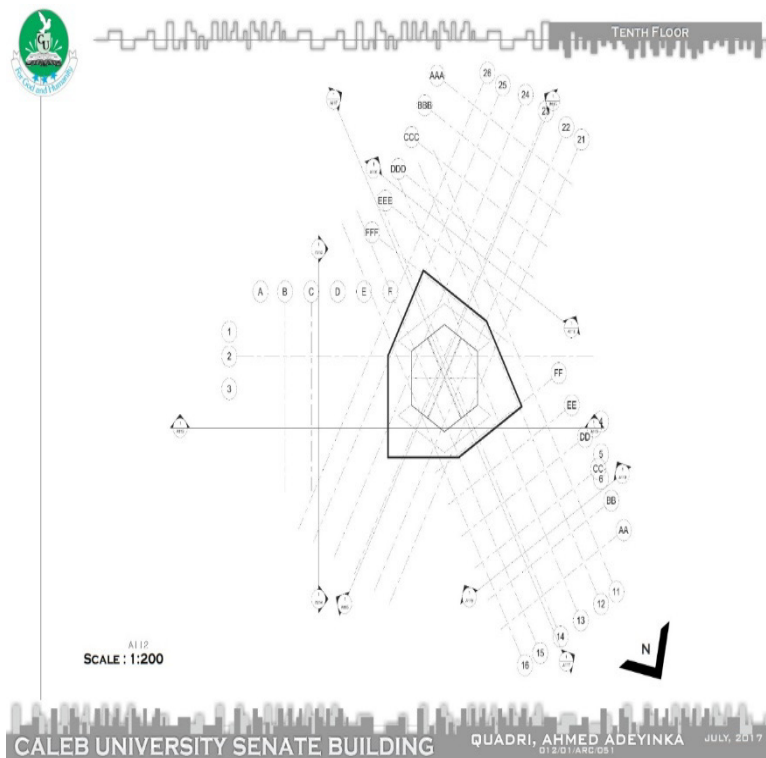 TENTH FLOOR
CU
For God and Humanity
AAA
BBB
CCC
DDD
EEE
FFF
26
25
24
23
22
21
A
B
C
D
E
F
1
2
3
FF
EE
DD
CC
BB
AA
4
5
6
11
12
13
14
15
16
A112
SCALE : 1:200
N
CALEB UNIVERSITY SENATE BUILDING
QUADRI, AHMED ADEYINKA
012/01/ARC/051
JULY, 2017